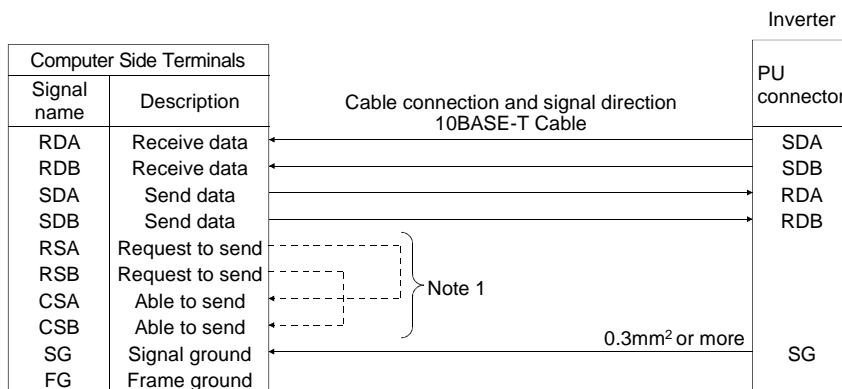 Inverter
Computer Side Terminals
Signal name
Description
PU connector
Cable connection and signal direction
10BASE-T Cable
RDA Receive data SDA
RDB Receive data SDB
SDA Send data RDA
SDB Send data RDB
RSA Request to send
RSB Request to send
CSA Able to send
CSB Able to send
Note 1
0.3mm² or more
SG Signal ground SG
FG Frame ground